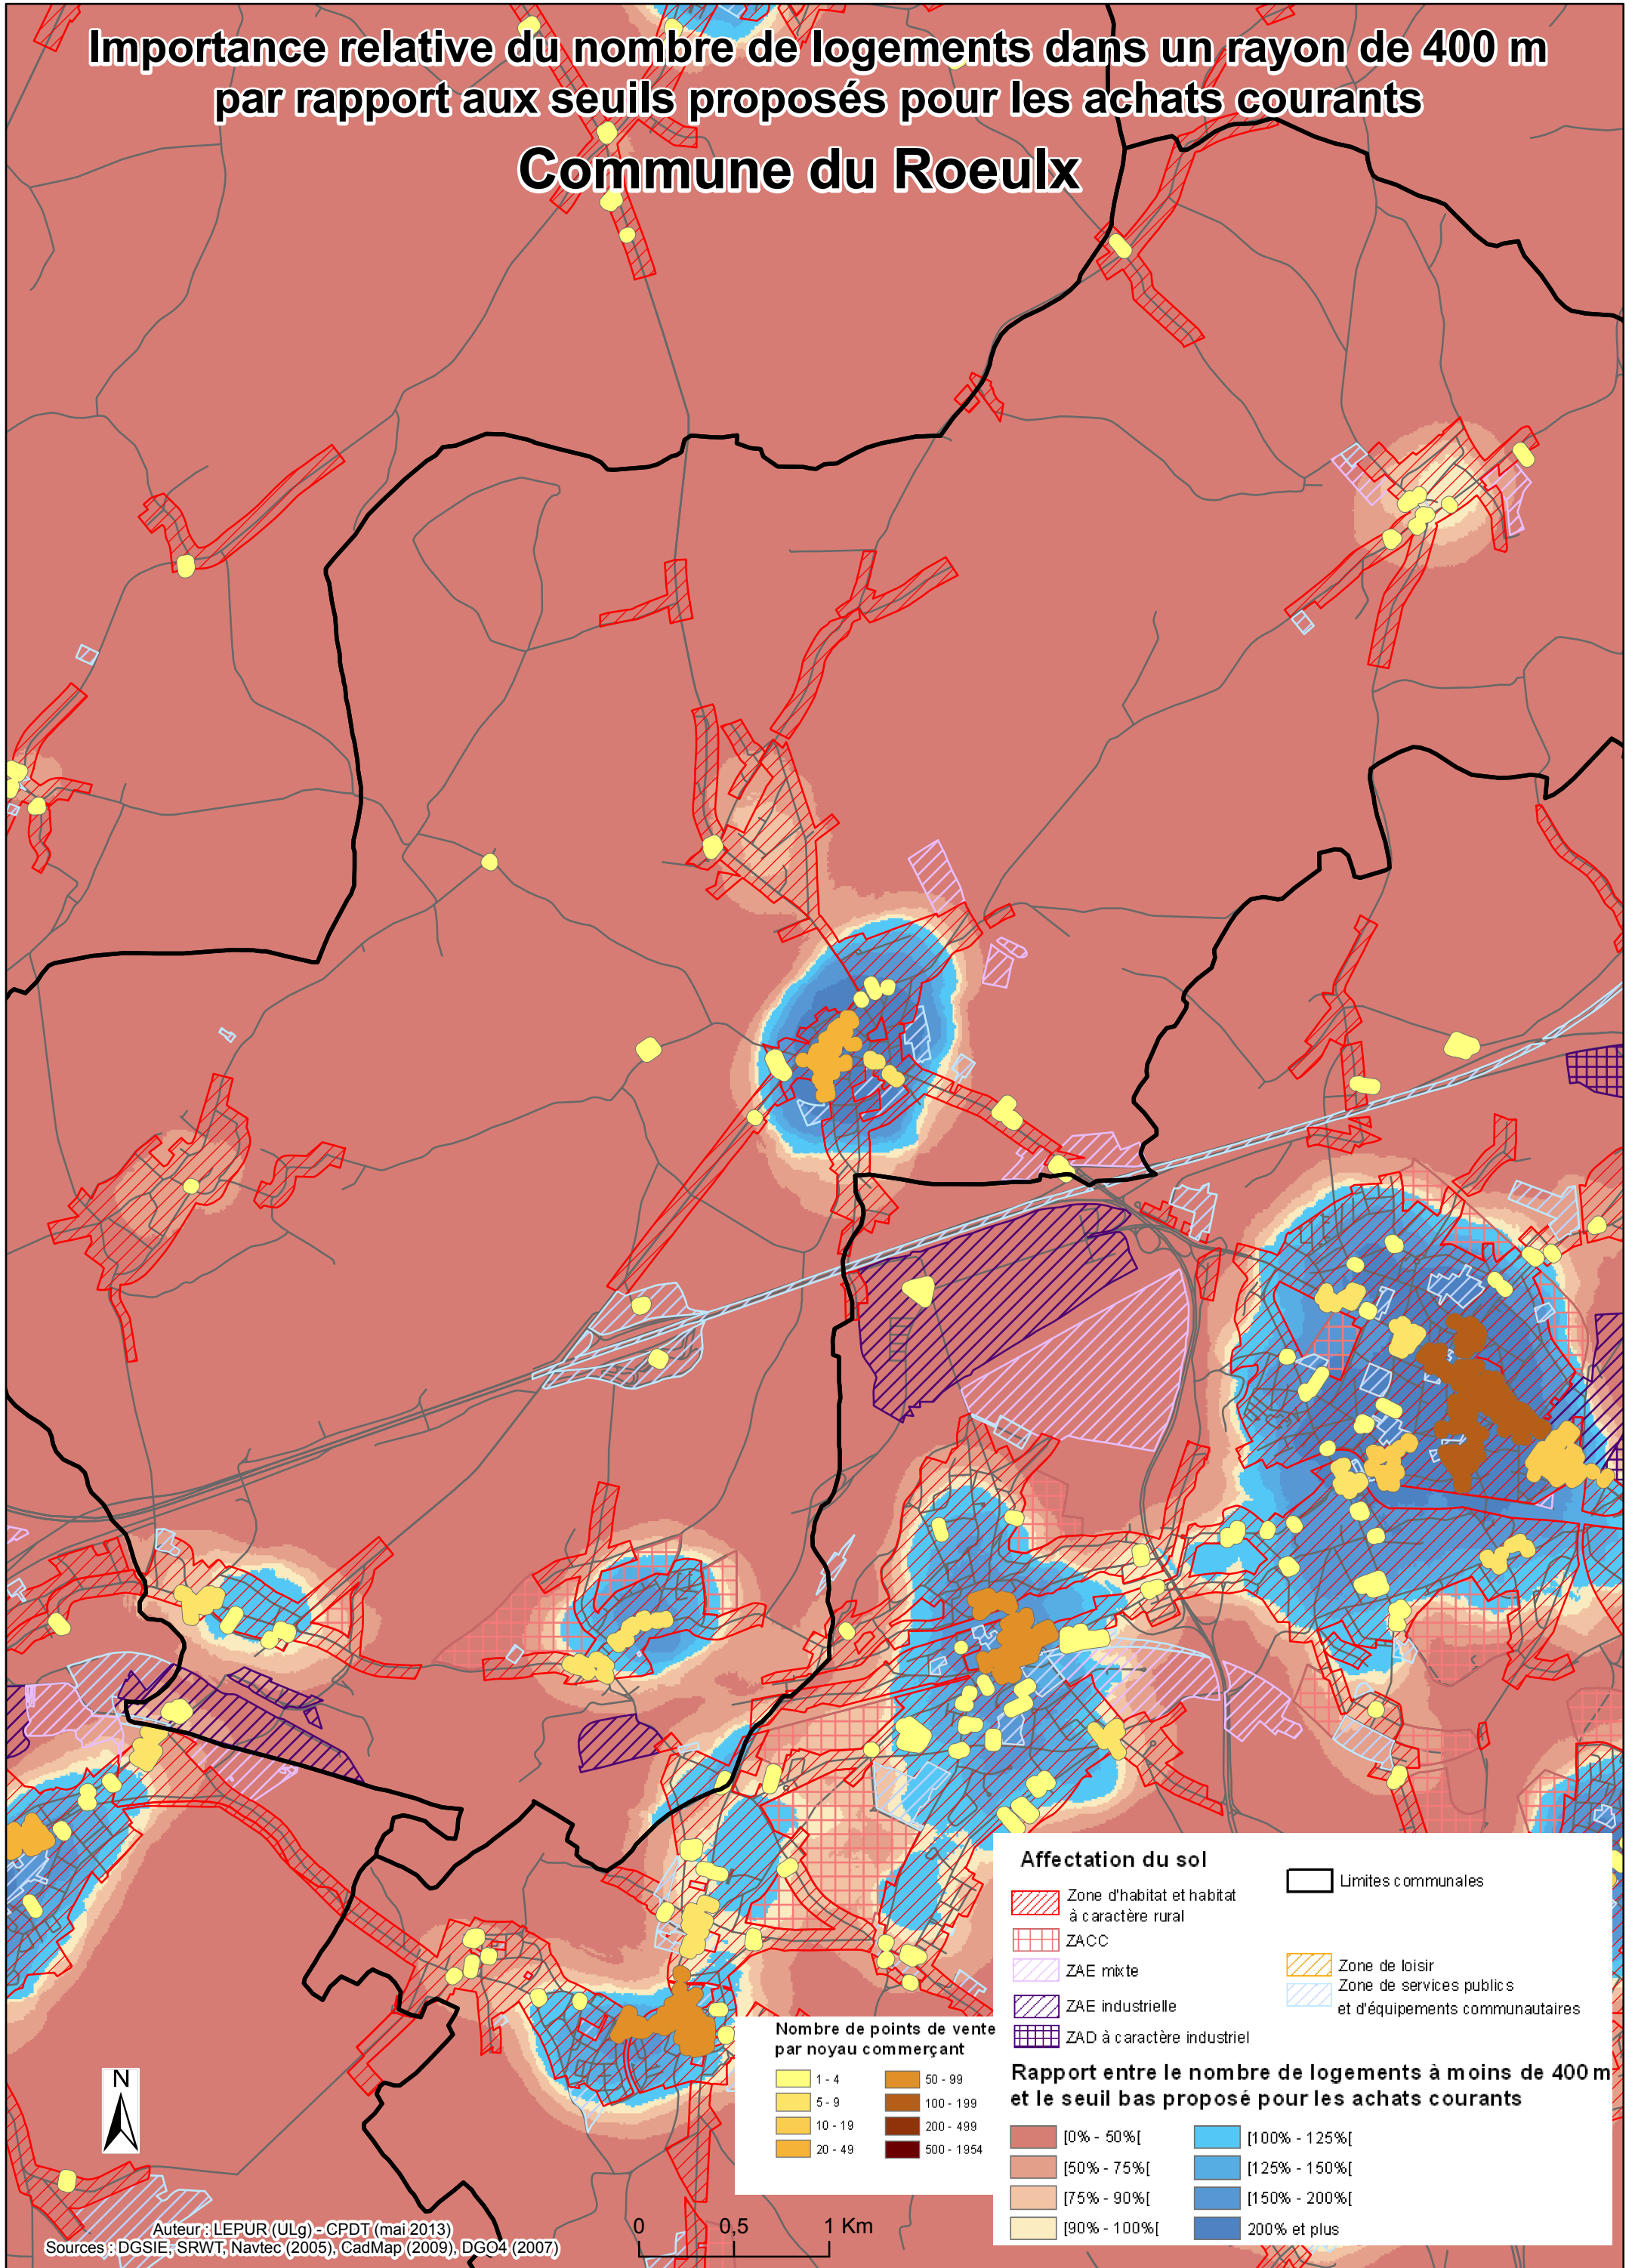 Importance relative du nombre de logements dans un rayon de 400 m
par rapport aux seuils proposés pour les achats courants
Commune du Roeulx
Affectation du sol
Zone d'habitat et habitat
à caractère rural
ZACC
ZAE mixte
ZAE industrielle
ZAD à caractère industriel
Limites communales
Zone de loisir
Zone de services publics
et d'équipements communautaires
Nombre de points de vente
par noyau commerçant
1 - 4
5 - 9
10 - 19
20 - 49
50 - 99
100 - 199
200 - 499
500 - 1954
Rapport entre le nombre de logements à moins de 400 m
et le seuil bas proposé pour les achats courants
[0% - 50%[
[50% - 75%[
[75% - 90%[
[90% - 100%[
[100% - 125%[
[125% - 150%[
[150% - 200%[
200% et plus
N
0 0,5 1 Km
Auteur : LEPUR (ULg) - CPDT (mai 2013)
Sources : DGSIE, SRWT, Navtec (2005), CadMap (2009), DGO4 (2007)